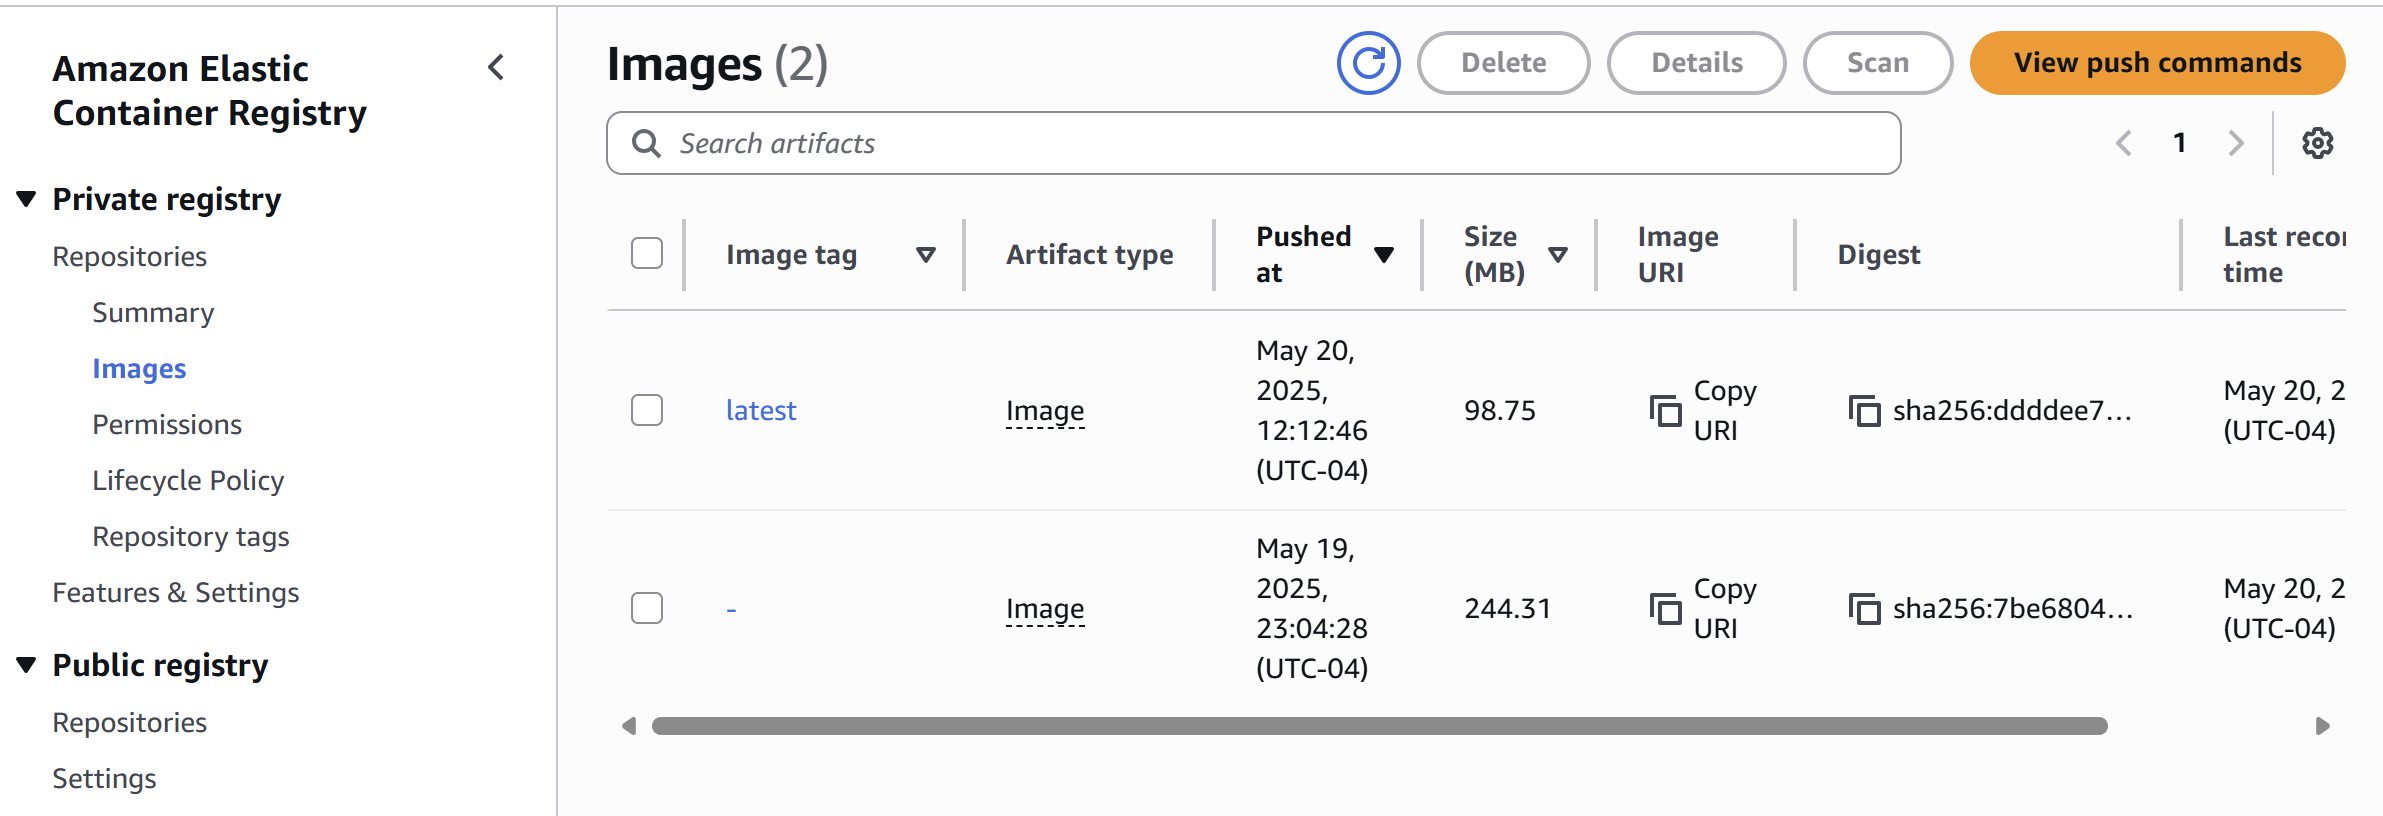 Amazon Elastic
Container Registry
Private registry
Repositories
Summary
Images
Permissions
Lifecycle Policy
Repository tags
Features & Settings
Public registry
Repositories
Settings
Images (2)
Delete
Details
Scan
View push commands
Search artifacts
1
Image tag
Artifact type
Pushed
at
Size
(MB)
Image
URI
Digest
Last recor
time
latest
Image
May 20,
2025,
12:12:46
(UTC-04)
98.75
Copy
URI
sha256:ddddee7...
May 20, 2
(UTC-04)
-
Image
May 19,
2025,
23:04:28
(UTC-04)
244.31
Copy
URI
sha256:7be6804...
May 20, 2
(UTC-04)